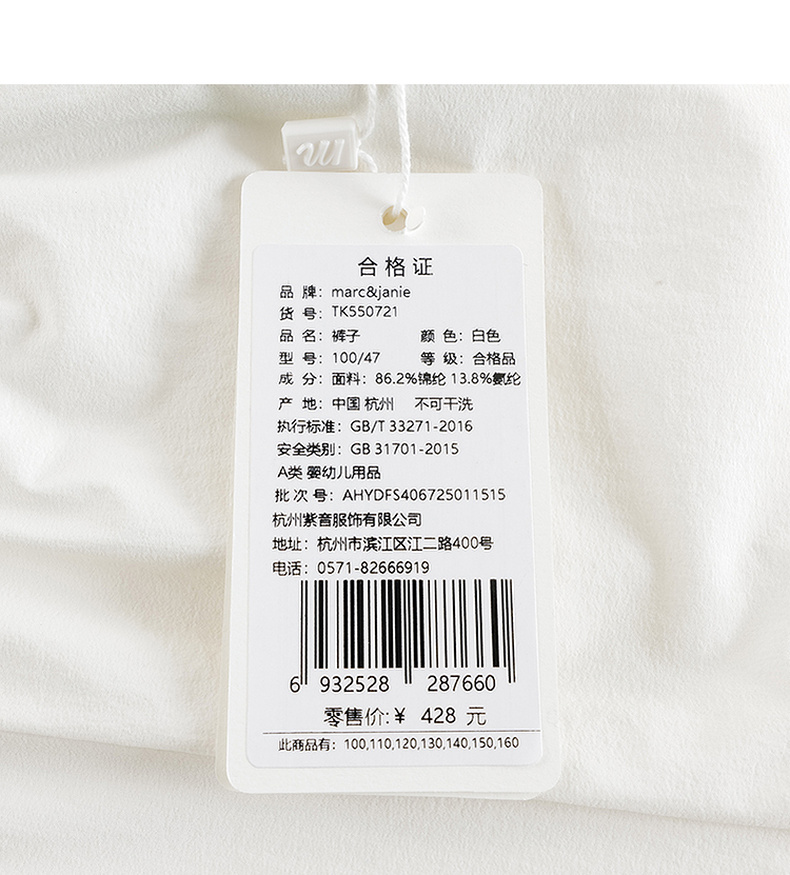 m
合格证
品 牌: marc&janie
货 号: TK550721
品 名: 裤子 颜 色: 白色
型 号: 100/47 等 级: 合格品
成 分: 面料: 86.2%锦纶 13.8%氨纶
产 地: 中国 杭州 不可干洗
执行标准: GB/T 33271-2016
安全类别: GB 31701-2015
A类 婴幼儿用品
批 次 号: AHYDFS406725011515
杭州紫音服饰有限公司
地址: 杭州市滨江区江二路400号
电话: 0571-82666919
6 932528 287660
零售价:¥ 428 元
此商品有: 100,110,120,130,140,150,160